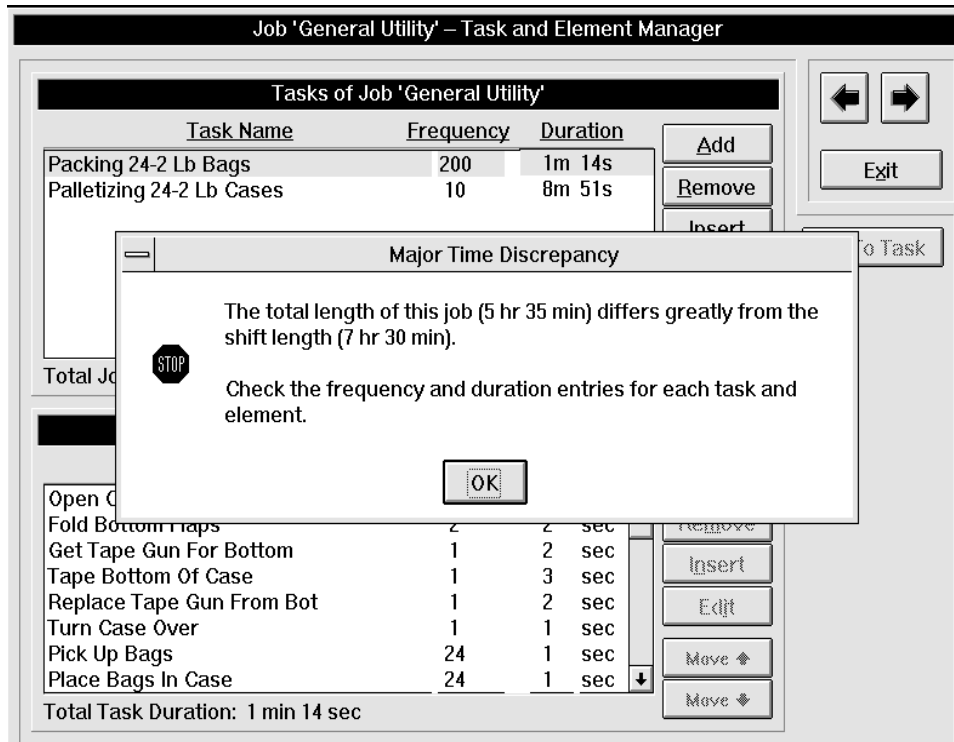 Job 'General Utility' – Task and Element Manager
Tasks of Job 'General Utility'
Task Name Frequency Duration
Packing 24-2 Lb Bags 200 1m 14s
Palletizing 24-2 Lb Cases 10 8m 51s
Add
Remove
Insert
Exit
To Task
Major Time Discrepancy
The total length of this job (5 hr 35 min) differs greatly from the
shift length (7 hr 30 min).
STOP
Check the frequency and duration entries for each task and
element.
OK
Total
Open
Fold Bottom Flaps 2 2 sec
Get Tape Gun For Bottom 1 2 sec
Tape Bottom Of Case 1 3 sec
Replace Tape Gun From Bot 1 2 sec
Turn Case Over 1 1 sec
Pick Up Bags 24 1 sec
Place Bags In Case 24 1 sec
Remove
Insert
Edit
Move
Move
Total Task Duration: 1 min 14 sec